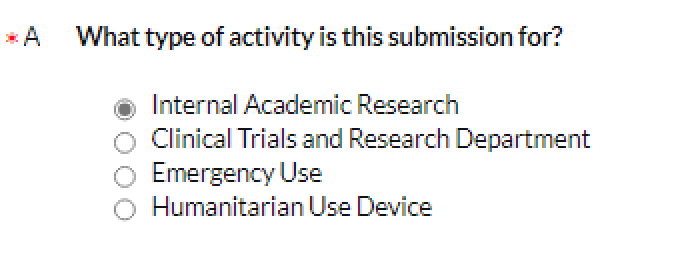 * A What type of activity is this submission for?
Internal Academic Research
Clinical Trials and Research Department
Emergency Use
Humanitarian Use Device